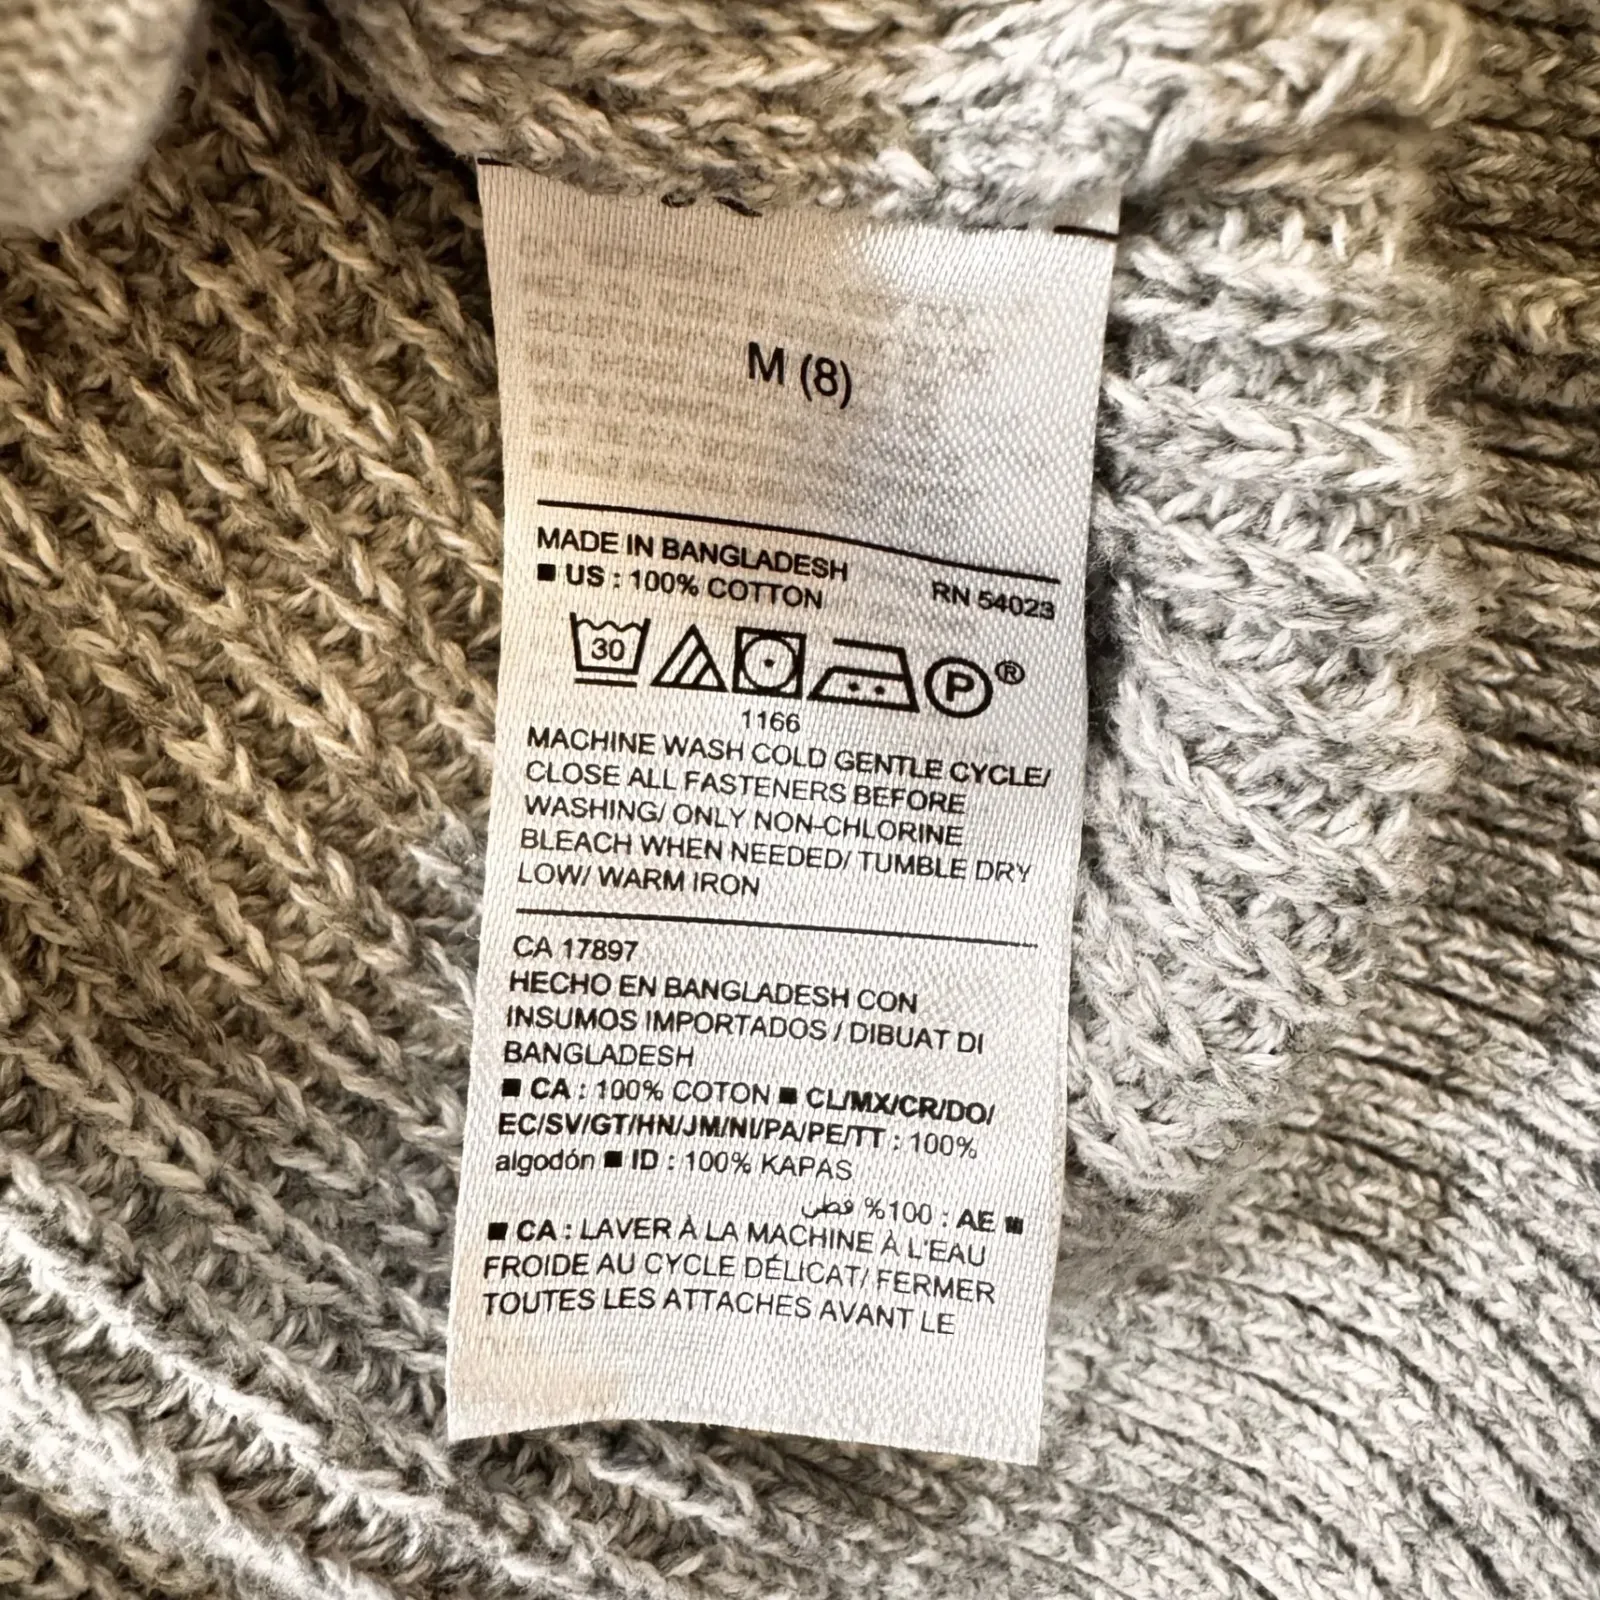 M (8)
MADE IN BANGLADESH
RN 54023
■ US : 100% COTTON
30
P®
1166
MACHINE WASH COLD GENTLE CYCLE/
CLOSE ALL FASTENERS BEFORE
WASHING/ ONLY NON-CHLORINE
BLEACH WHEN NEEDED/ TUMBLE DRY
LOW/ WARM IRON
CA 17897
HECHO EN BANGLADESH CON
INSUMOS IMPORTADOS / DIBUAT DI
BANGLADESH
■ CA : 100% COTON ■ CL/MX/CR/DO/
EC/SV/GT/HN/JM/NI/PA/PE/TT : 100%
algodón ■ ID : 100% KAPAS
■ AE : 100% قطن
■ CA : LAVER À LA MACHINE À L'EAU
FROIDE AU CYCLE DÉLICAT/ FERMER
TOUTES LES ATTACHES AVANT LE